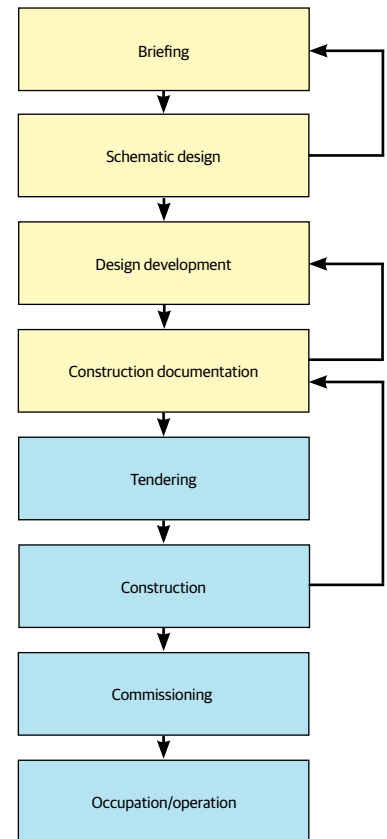 Briefing
Schematic design
Design development
Construction documentation
Tendering
Construction
Commissioning
Occupation/operation